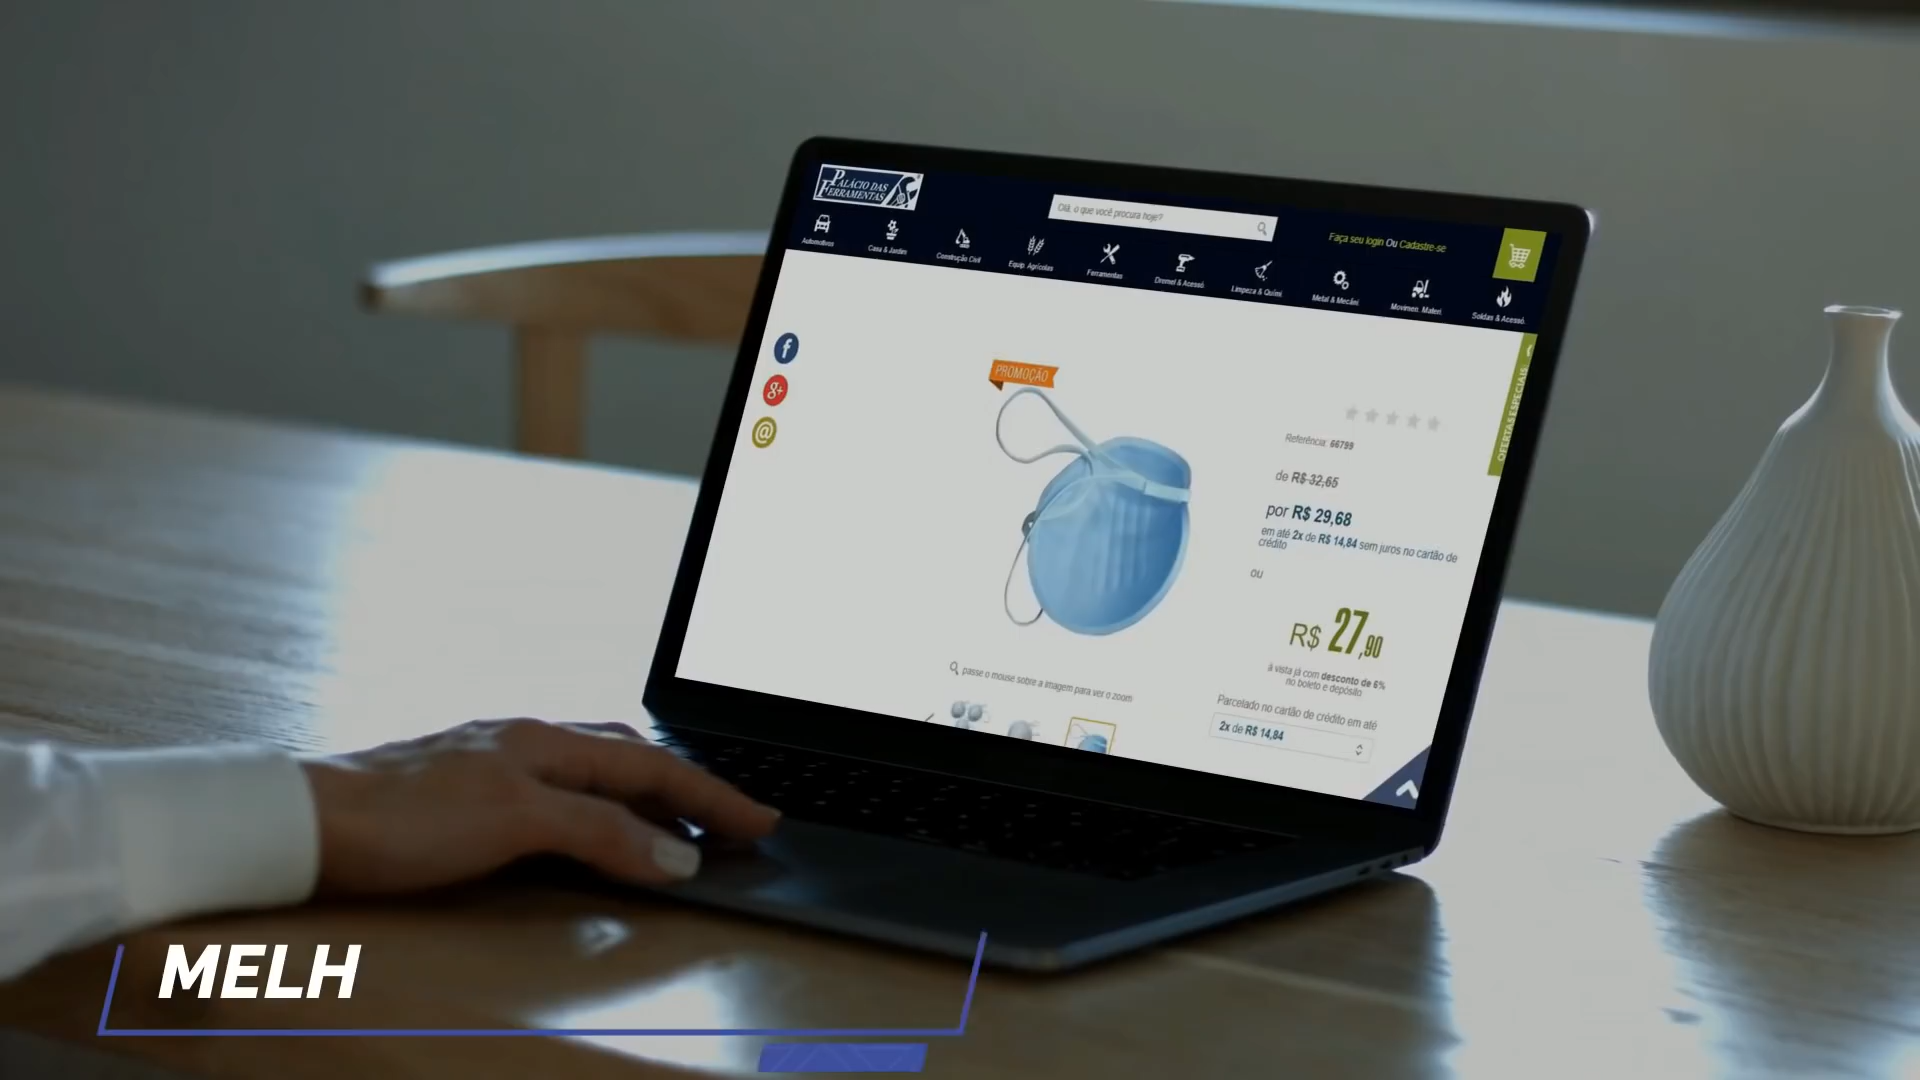 PALÁCIO DAS
FERRAMENTAS
Olá, o que você procura hoje?
Faça seu login Ou Cadastre-se
Automotivos
Casa & Jardim
Construção Civil
Equip. Agrícolas
Ferramentas
Dremel & Acessó.
Limpeza & Quími.
Metal & Mecâni.
Movimen. Materi.
Soldas & Acessó.
OFERTAS ESPECIAIS
PROMOÇÃO
Referência: 66799
de R$ 32,65
por R$ 29,68
em até 2x de R$ 14,84 sem juros no cartão de
crédito
ou
R$ 27,90
à vista já com desconto de 6%
no boleto e depósito
passe o mouse sobre a imagem para ver o zoom
Parcelado no cartão de crédito em até
2x de R$ 14,84
MELH